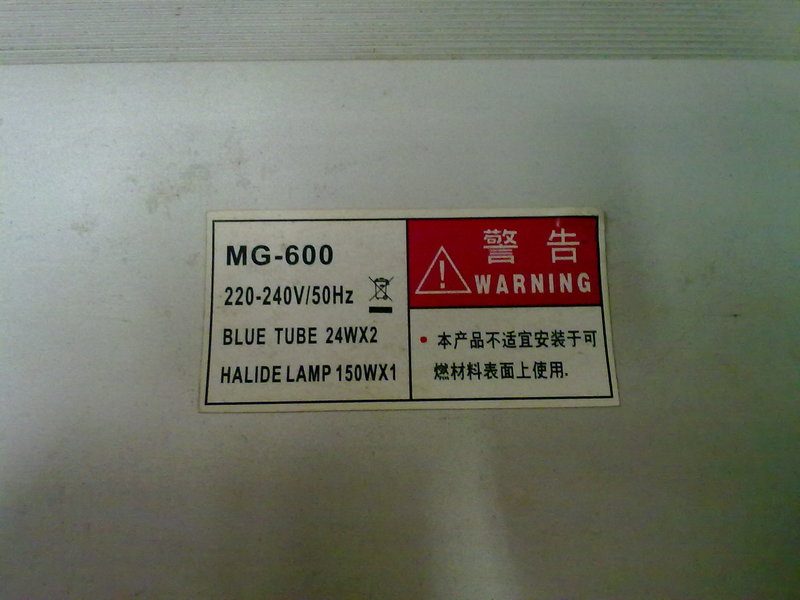 MG-600
220-240V/50Hz
BLUE TUBE 24WX2
HALIDE LAMP 150WX1
警告
WARNING
• 本产品不适宜安装于可
燃材料表面上使用.